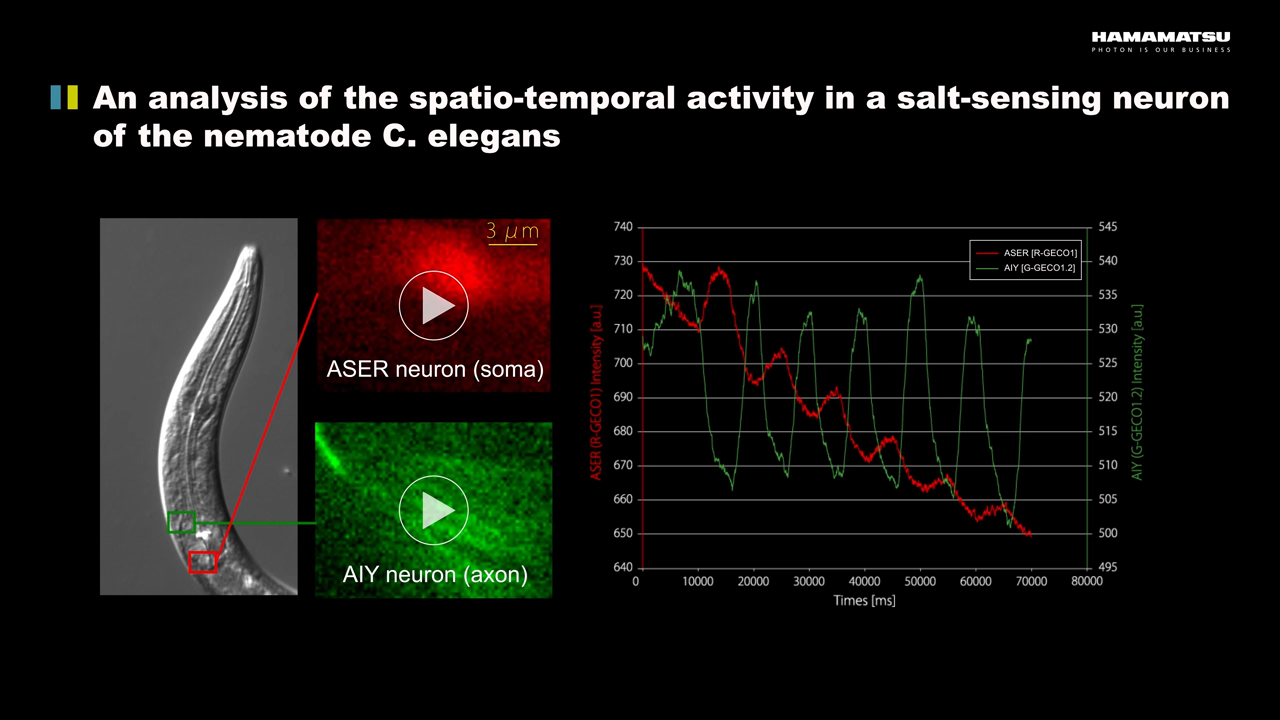 HAMAMATSU
PHOTON IS OUR BUSINESS
An analysis of the spatio-temporal activity in a salt-sensing neuron
of the nematode C. elegans
3 μm
ASER neuron (soma)
AIY neuron (axon)
ASER (R-GECO1) Intensity [a.u.]
740
730
720
710
700
690
680
670
660
650
640
ASER [R-GECO1]
AIY [G-GECO1.2]
545
540
535
530
525
520
515
510
505
500
495
AIY (G-GECO1.2) Intensity [a.u.]
0 10000 20000 30000 40000 50000 60000 70000 80000
Times [ms]